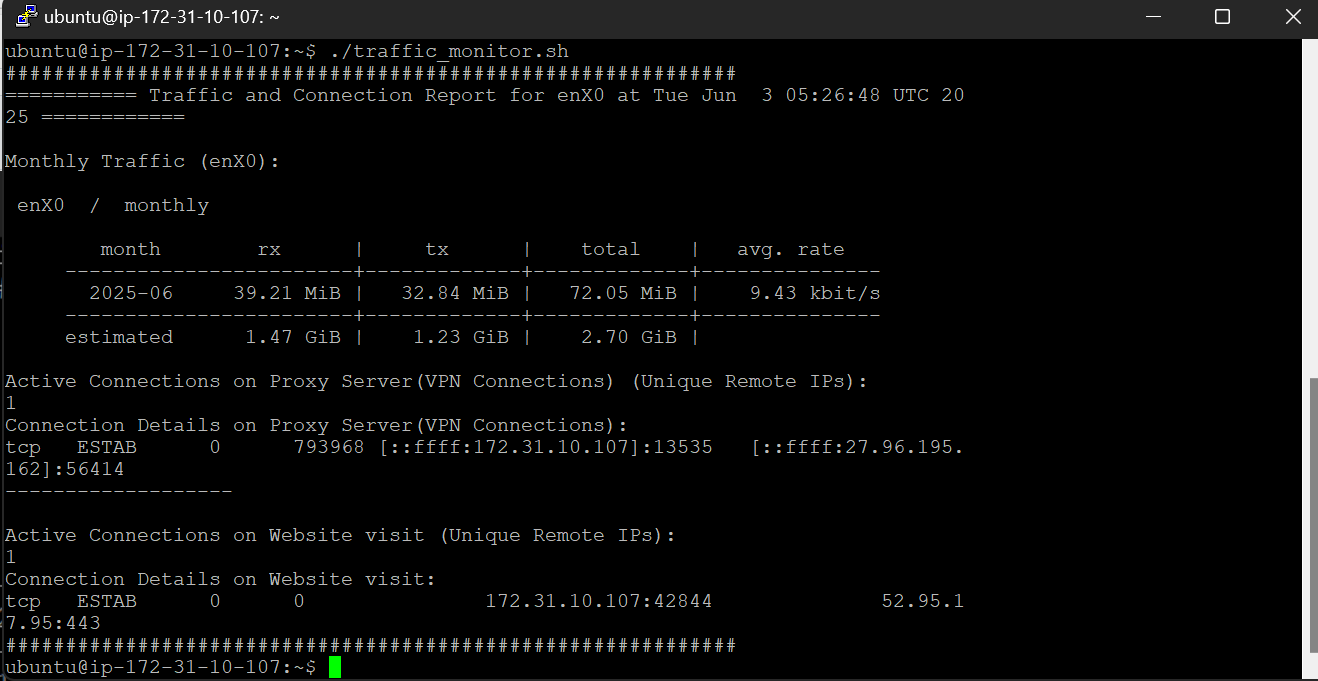 ubuntu@ip-172-31-10-107: ~
ubuntu@ip-172-31-10-107:~$ ./traffic_monitor.sh
#############################################################
=========== Traffic and Connection Report for enX0 at Tue Jun  3 05:26:48 UTC 20
25 ============
Monthly Traffic (enX0):
 enX0  /  monthly
        month        rx      |     tx      |    total    |   avg. rate
     ------------------------+-------------+-------------+---------------
       2025-06     39.21 MiB |   32.84 MiB |   72.05 MiB |    9.43 kbit/s
     ------------------------+-------------+-------------+---------------
     estimated      1.47 GiB |    1.23 GiB |    2.70 GiB |
Active Connections on Proxy Server(VPN Connections) (Unique Remote IPs):
1
Connection Details on Proxy Server(VPN Connections):
tcp   ESTAB      0      793968 [::ffff:172.31.10.107]:13535   [::ffff:27.96.195.
162]:56414
-------------------
Active Connections on Website visit (Unique Remote IPs):
1
Connection Details on Website visit:
tcp   ESTAB      0      0               172.31.10.107:42844              52.95.1
7.95:443
#############################################################
ubuntu@ip-172-31-10-107:~$